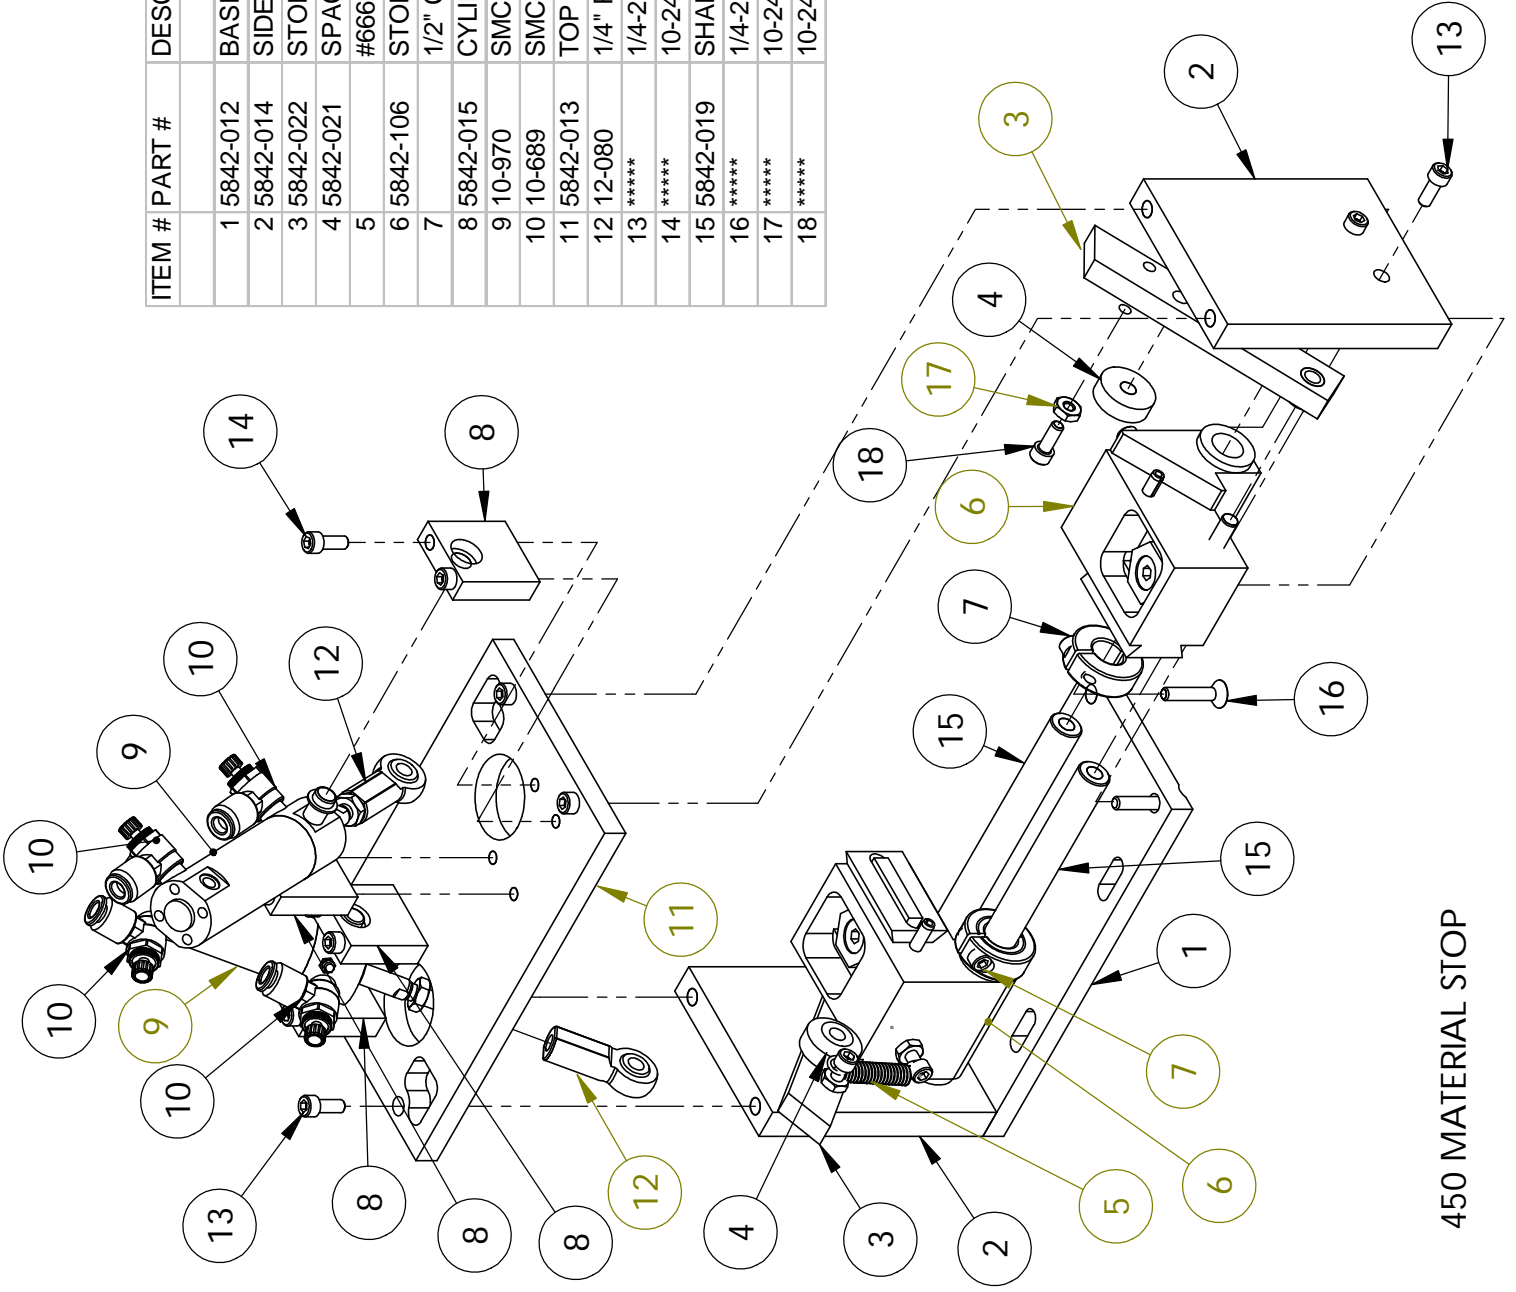 ITEM # PART # DESC
1 5842-012 BASE
2 5842-014 SIDE
3 5842-022 STOP
4 5842-021 SPAC
5 #666
6 5842-106 STOP
7 1/2" C
8 5842-015 CYLI
9 10-970 SMC
10 10-689 SMC
11 5842-013 TOP
12 12-080 1/4"
13 ***** 1/4-2
14 ***** 10-24
15 5842-019 SHAF
16 ***** 1/4-2
17 ***** 10-24
18 ***** 10-24
13
2
3
4
17
18
6
14
8
7
16
10
12
9
15
10
15
11
1
10
9
7
10
12
5
6
13
8
8
8
4
3
2
450 MATERIAL STOP